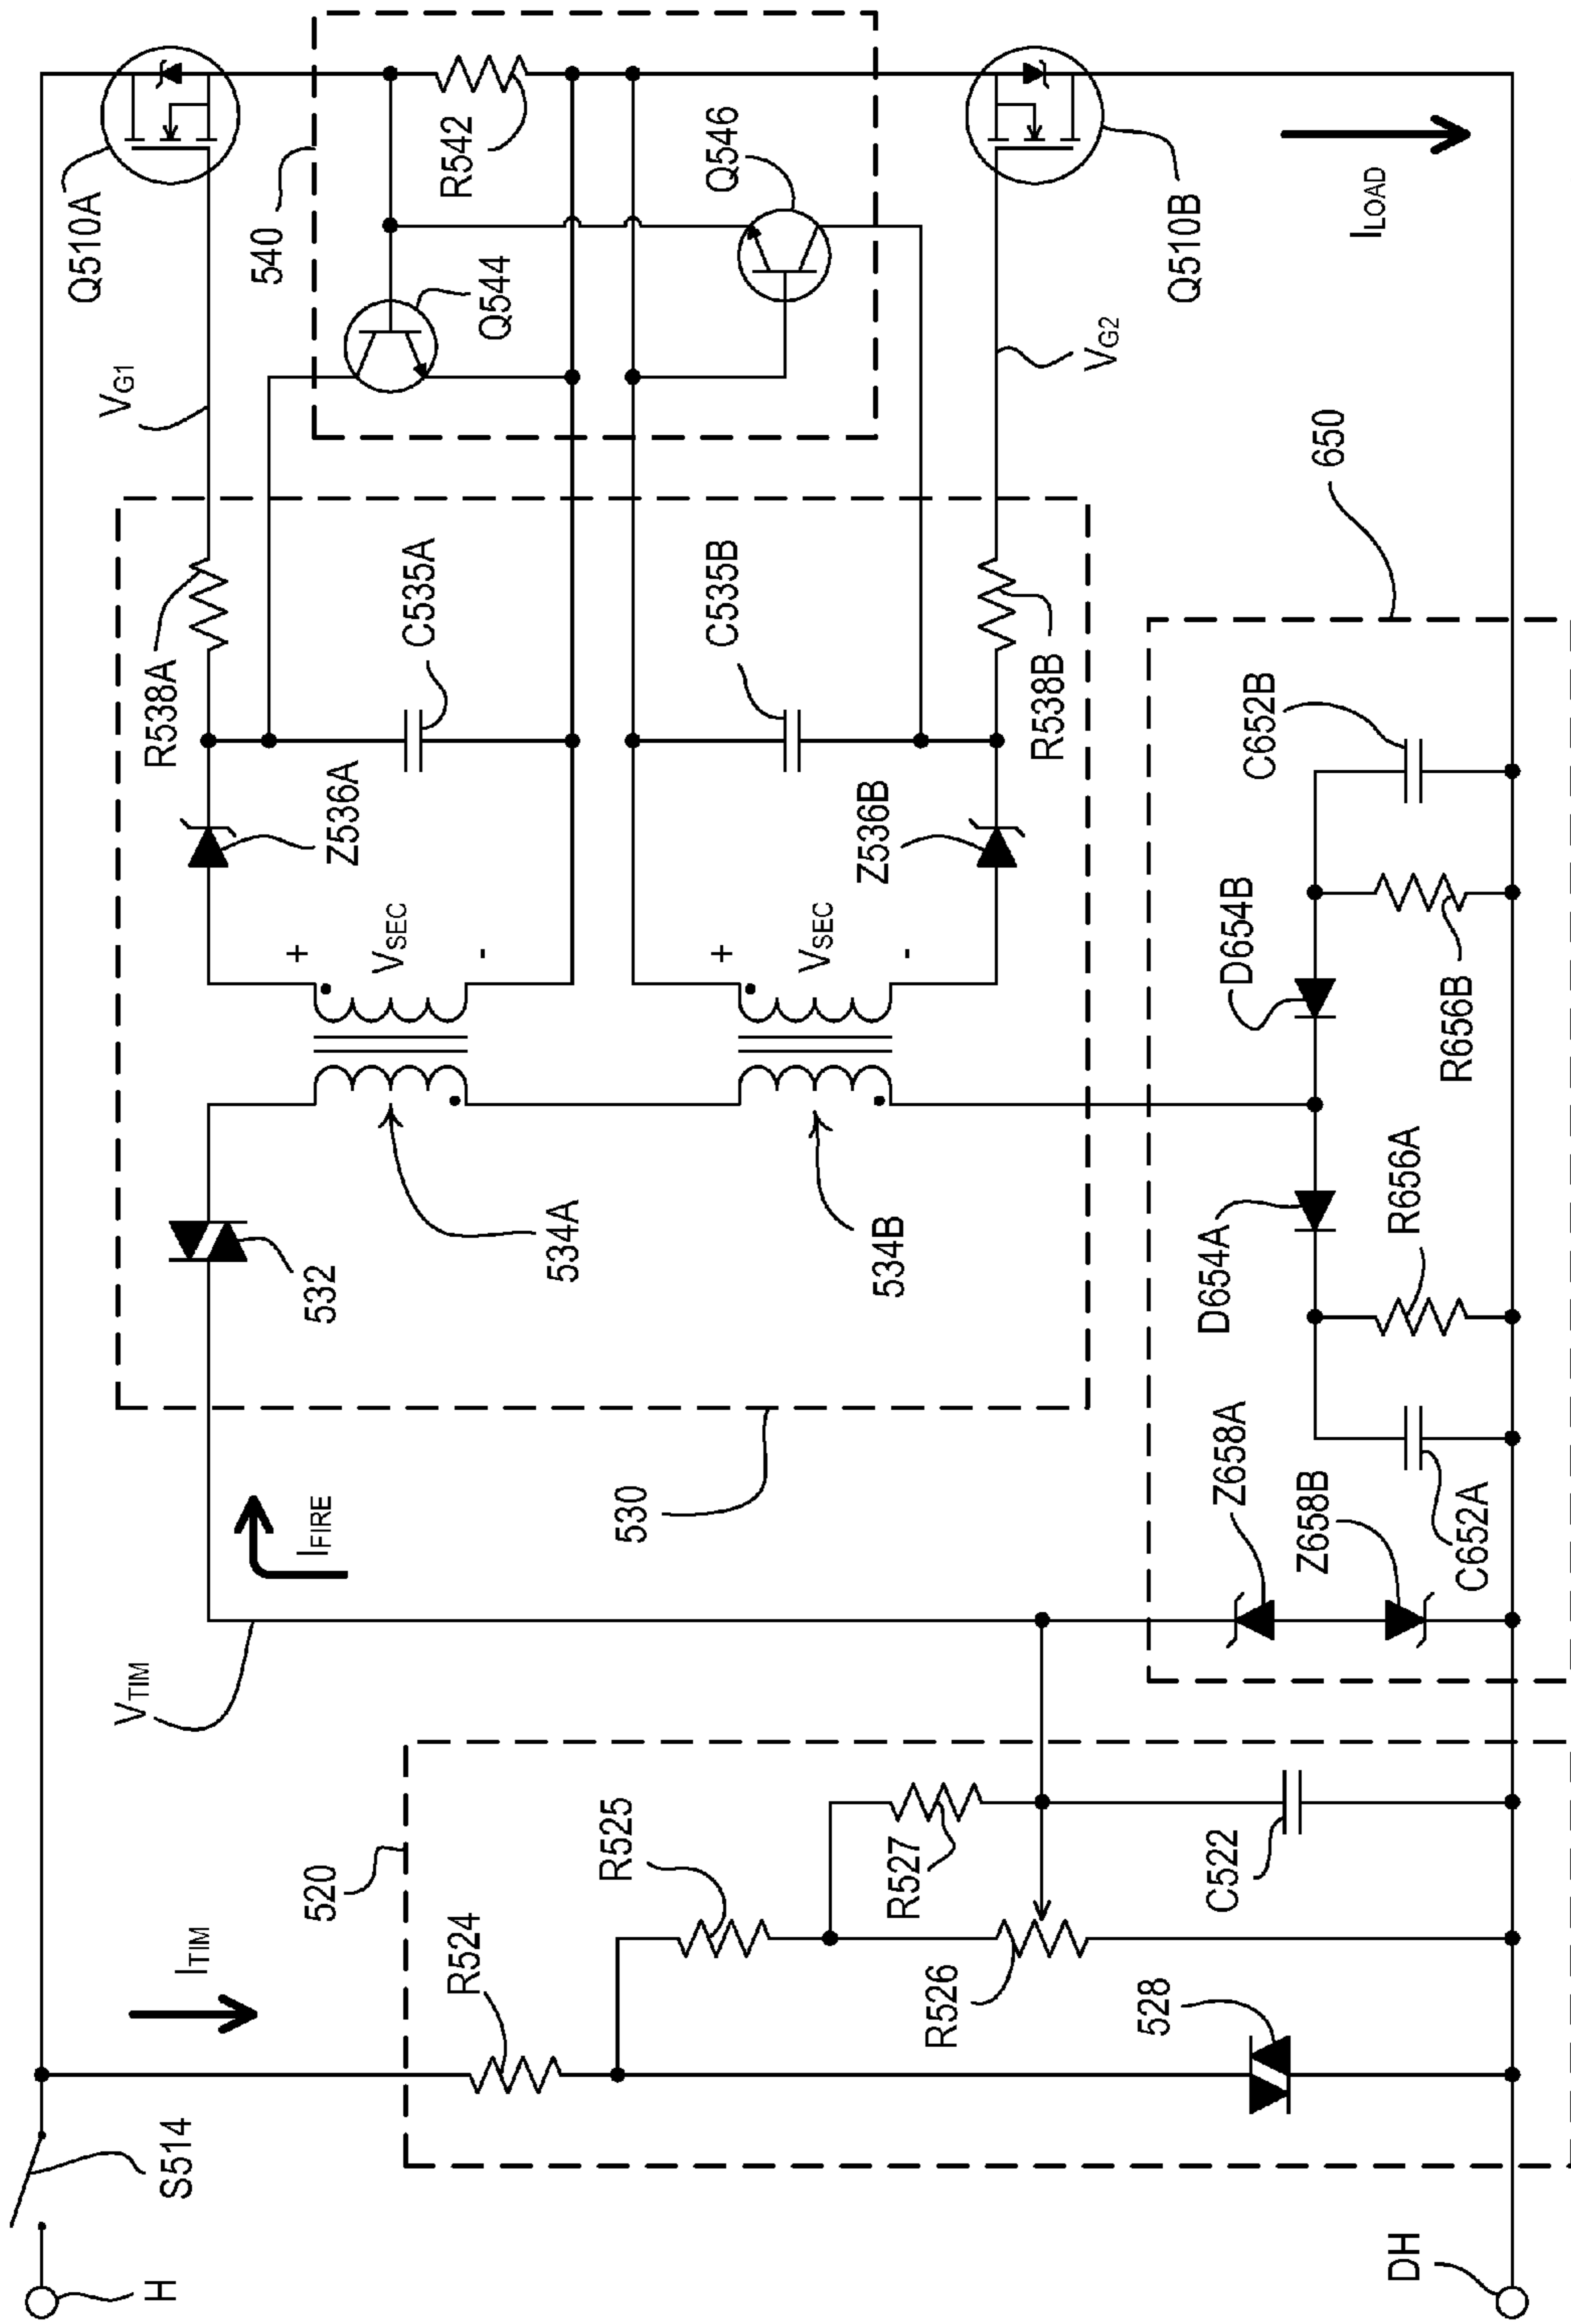 Q510A
540
R542
Q546
Q544
VG1
VG2
Q510B
ILOAD
650
R538A
C535A
C535B
R538B
C652B
Z536A
Z536B
+
VSEC
-
+
VSEC
-
D654B
R656B
534A
534B
532
D654A
R656A
530
Z658A
Z658B
C652A
IFIRE
VTIM
520
R525
R527
C522
ITIM
R524
R526
528
S514
H
DH